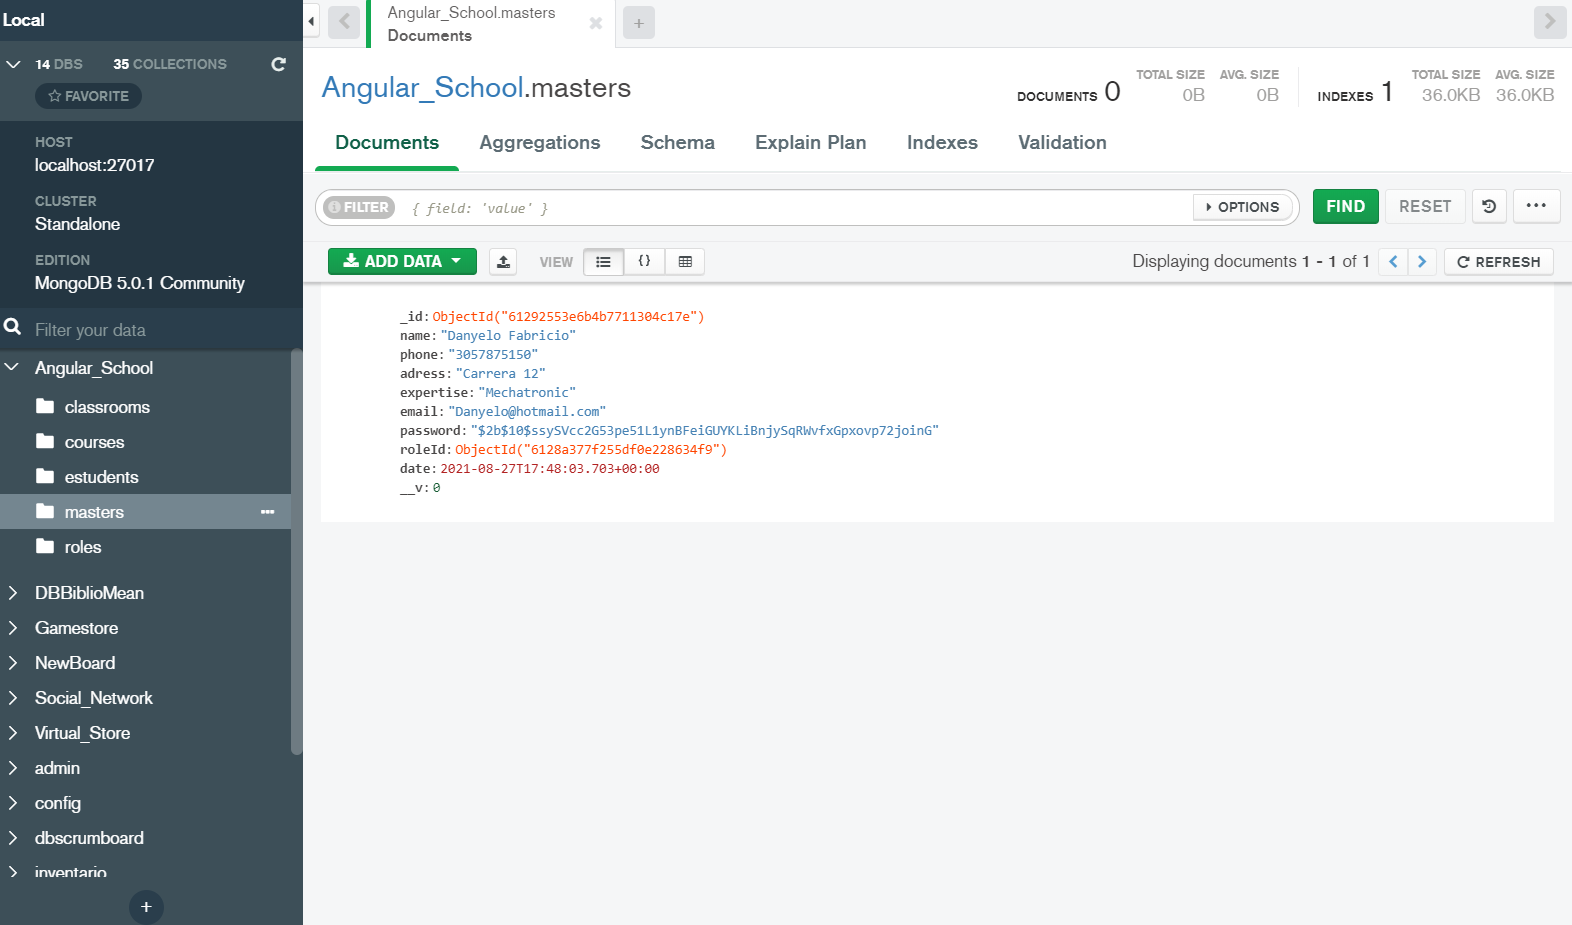 Local
14 DBS 35 COLLECTIONS
FAVORITE
HOST
localhost:27017
CLUSTER
Standalone
EDITION
MongoDB 5.0.1 Community
Filter your data
Angular_School
classrooms
courses
estudents
masters
roles
DBBiblioMean
Gamestore
NewBoard
Social_Network
Virtual_Store
admin
config
dbscrumboard
inventario
+
Angular_School.masters
Documents
+
Angular_School.masters
DOCUMENTS 0 TOTAL SIZE 0B AVG. SIZE 0B
INDEXES 1 TOTAL SIZE 36.0KB AVG. SIZE 36.0KB
Documents Aggregations Schema Explain Plan Indexes Validation
FILTER { field: 'value' } OPTIONS FIND RESET ...
ADD DATA VIEW {} Displaying documents 1 - 1 of 1 REFRESH
_id: ObjectId("61292553e6b4b7711304c17e")
name: "Danyelo Fabricio"
phone: "3057875150"
adress: "Carrera 12"
expertise: "Mechatronic"
email: "Danyelo@hotmail.com"
password: "$2b$10$ssySVcc2G53pe51L1ynBFeiGUYKLiBnjySqRWvfxGpxovp72joinG"
roleId: ObjectId("6128a377f255df0e228634f9")
date: 2021-08-27T17:48:03.703+00:00
__v: 0